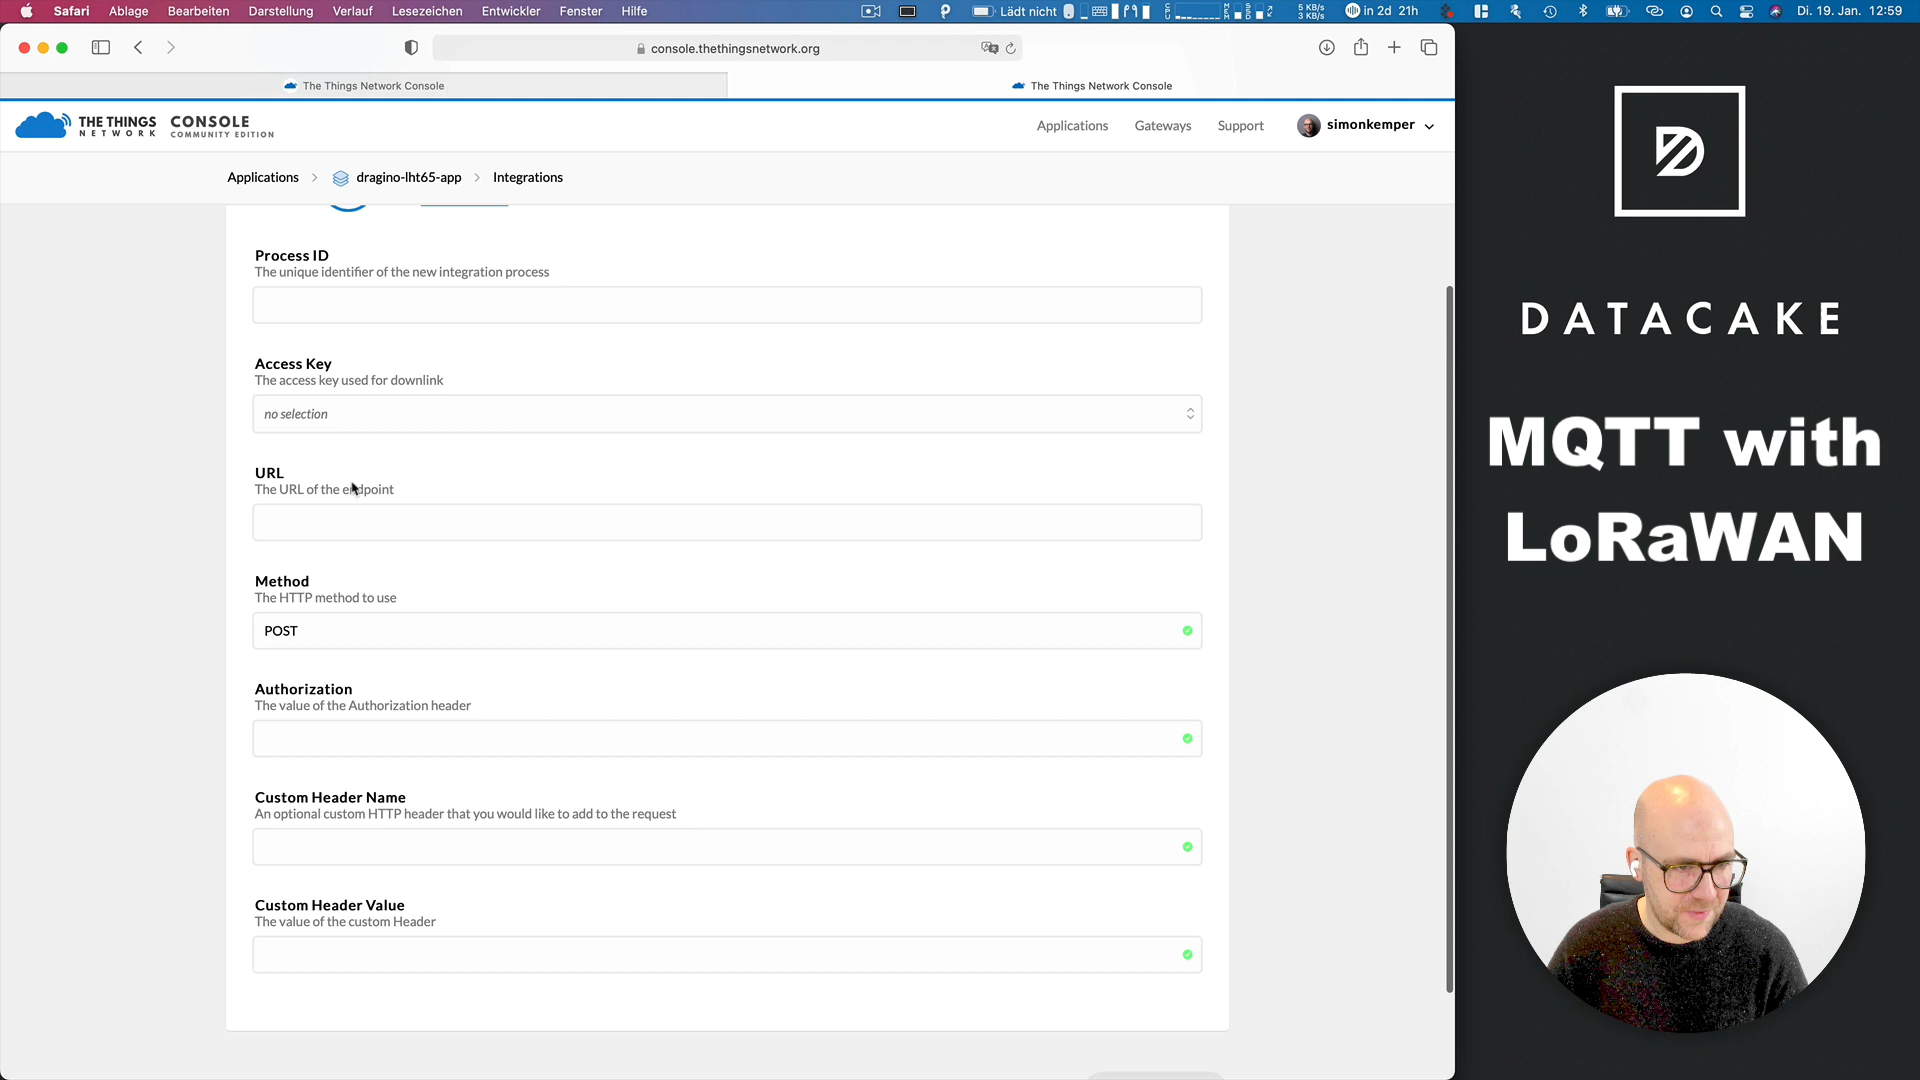 Safari Ablage Bearbeiten Darstellung Verlauf Lesezeichen Entwickler Fenster Hilfe Lädt nicht 5 KB/s 3 KB/s in 2d 21h Di. 19. Jan. 12:59
console.thethingsnetwork.org
The Things Network Console The Things Network Console
THE THINGS NETWORK CONSOLE COMMUNITY EDITION Applications Gateways Support simonkemper
Applications dragino-lht65-app Integrations
Process ID
The unique identifier of the new integration process
Access Key
The access key used for downlink
no selection
URL
The URL of the endpoint
Method
The HTTP method to use
POST
Authorization
The value of the Authorization header
Custom Header Name
An optional custom HTTP header that you would like to add to the request
Custom Header Value
The value of the custom Header
DATACAKE
MQTT with
LoRaWAN